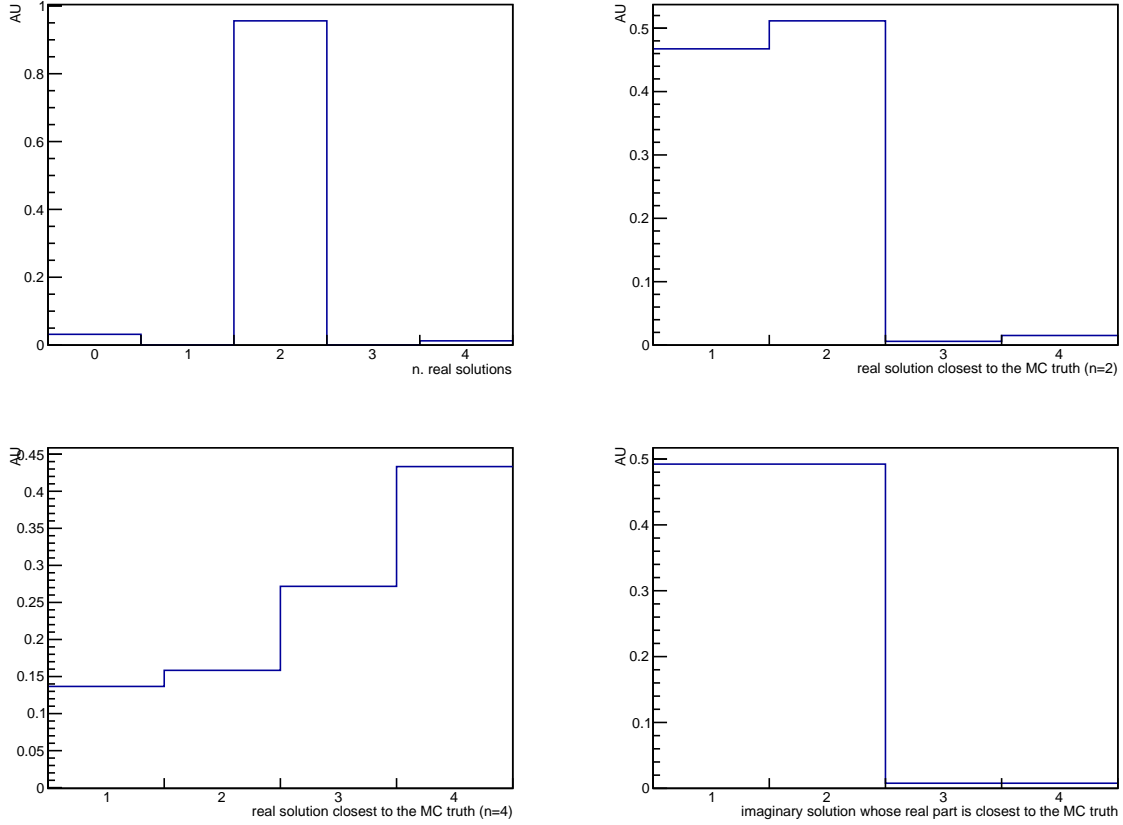 AU
1
0.8
0.6
0.4
0.2
0
0 1 2 3 4
n. real solutions
AU
0.5
0.4
0.3
0.2
0.1
0
1 2 3 4
real solution closest to the MC truth (n=2)
AU
0.45
0.4
0.35
0.3
0.25
0.2
0.15
0.1
0.05
0
1 2 3 4
real solution closest to the MC truth (n=4)
AU
0.5
0.4
0.3
0.2
0.1
0
1 2 3 4
imaginary solution whose real part is closest to the MC truth